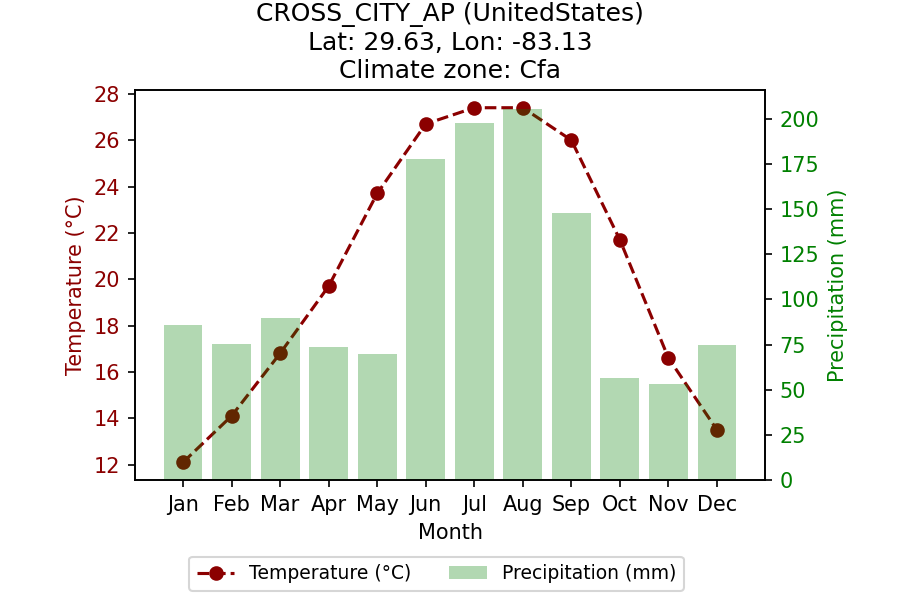 CROSS_CITY_AP (UnitedStates)
Lat: 29.63, Lon: -83.13
Climate zone: Cfa
28
26
24
22
20
18
16
14
12
Temperature (°C)
200
175
150
125
100
75
50
25
0
Precipitation (mm)
Jan Feb Mar Apr May Jun Jul Aug Sep Oct Nov Dec
Month
Temperature (°C) Precipitation (mm)